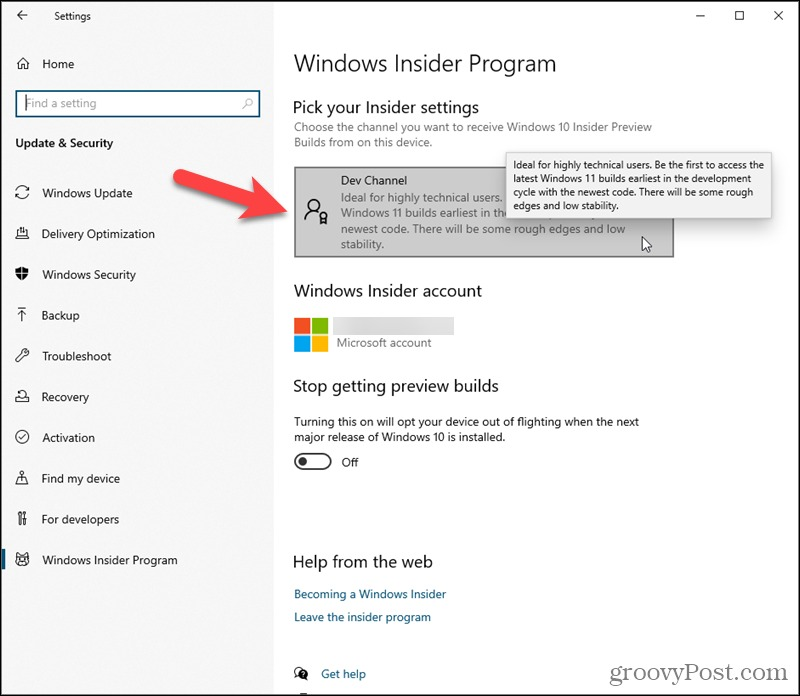 Settings
Home
Find a setting
Update & Security
Windows Update
Delivery Optimization
Windows Security
Backup
Troubleshoot
Recovery
Activation
Find my device
For developers
Windows Insider Program
Windows Insider Program
Pick your Insider settings
Choose the channel you want to receive Windows 10 Insider Preview
Builds from on this device.
Dev Channel
Ideal for highly technical users.
Windows 11 builds earliest in the
newest code. There will be some rough edges and low
stability.
Ideal for highly technical users. Be the first to access the
latest Windows 11 builds earliest in the development
cycle with the newest code. There will be some rough
edges and low stability.
Windows Insider account
Microsoft account
Stop getting preview builds
Turning this on will opt your device out of flighting when the next
major release of Windows 10 is installed.
Off
Help from the web
Becoming a Windows Insider
Leave the insider program
Get help
groovyPost.com